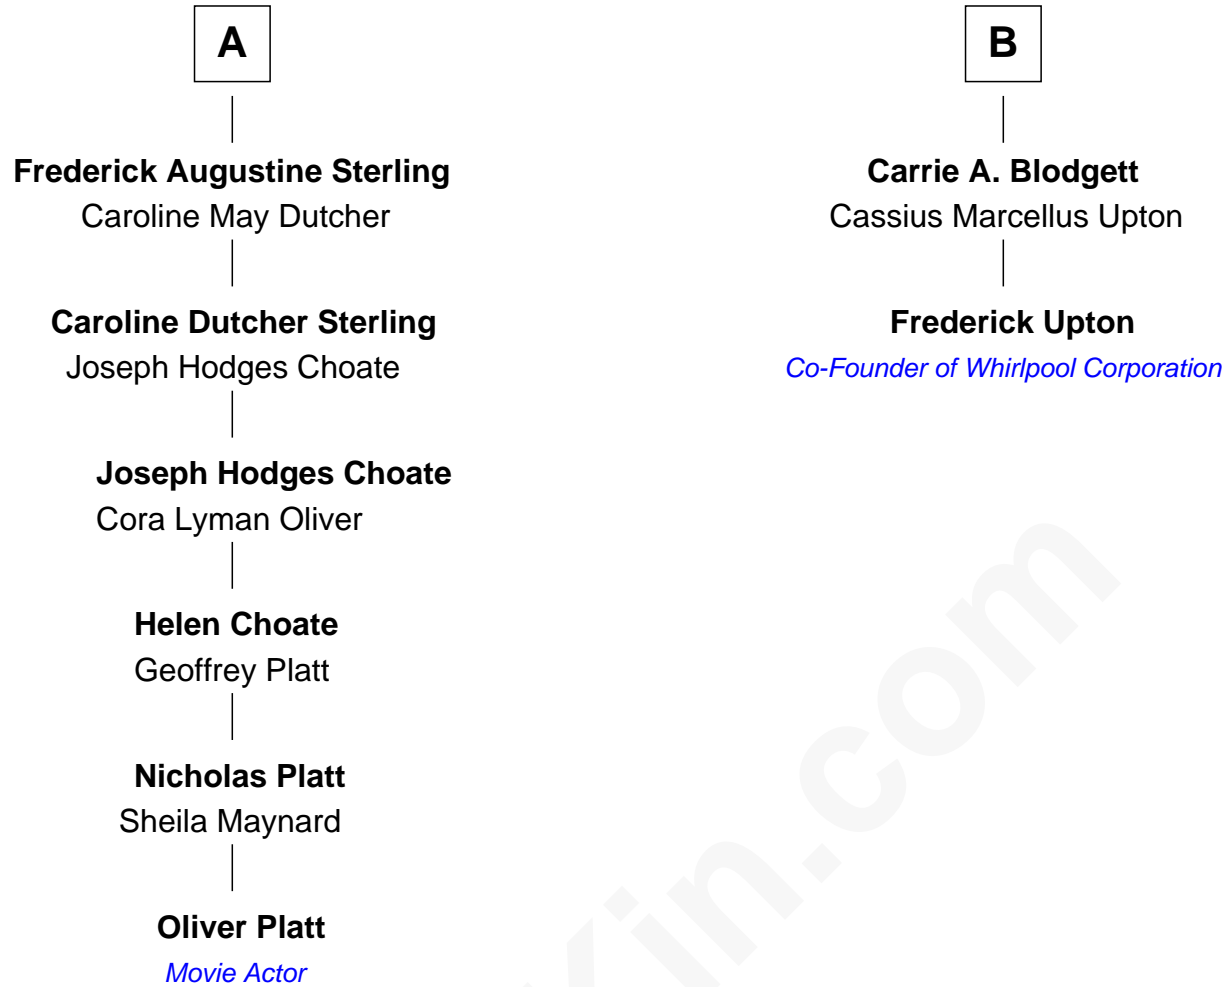 A
Frederick Augustine Sterling
Caroline May Dutcher
Caroline Dutcher Sterling
Joseph Hodges Choate
Joseph Hodges Choate
Cora Lyman Oliver
Helen Choate
Geoffrey Platt
Nicholas Platt
Sheila Maynard
Oliver Platt
Movie Actor
B
Carrie A. Blodgett
Cassius Marcellus Upton
Frederick Upton
Co-Founder of Whirlpool Corporation
Kin.com